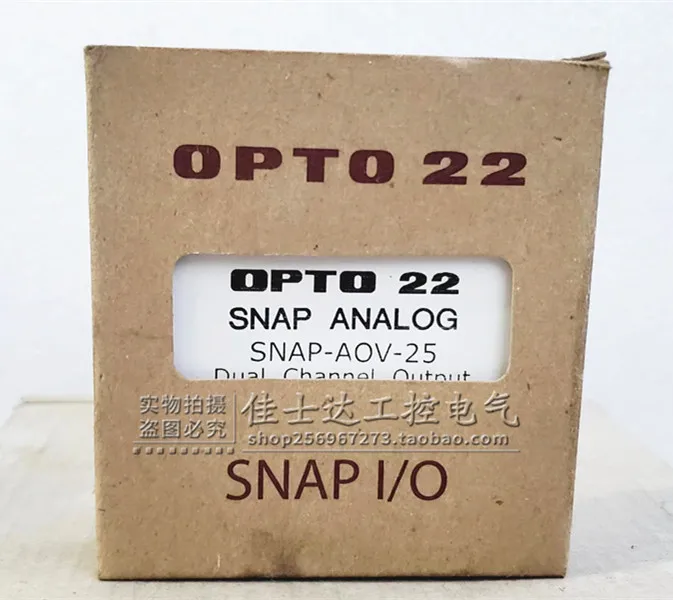 OPTO 22
OPTO 22
SNAP ANALOG
SNAP-AOV-25
Dual Channel Output
实物拍摄 佳士达工控电气
盗图必究 shop256967273.taobao.com
SNAP I/O